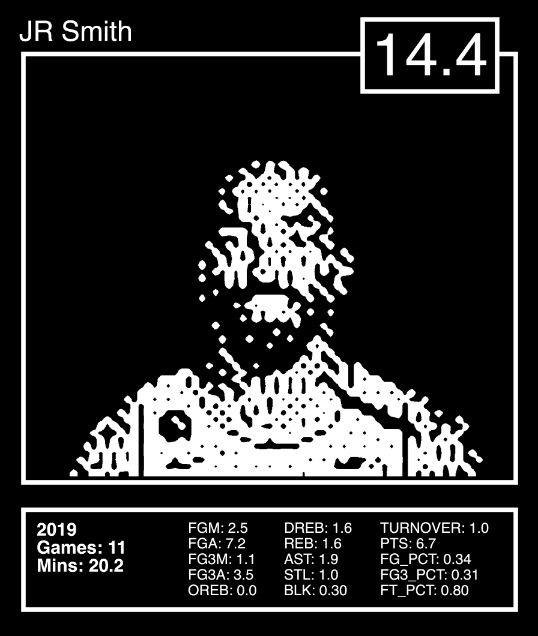 JR Smith
14.4
2019
Games: 11
Mins: 20.2
FGM: 2.5
FGA: 7.2
FG3M: 1.1
FG3A: 3.5
OREB: 0.0
DREB: 1.6
REB: 1.6
AST: 1.9
STL: 1.0
BLK: 0.30
TURNOVER: 1.0
PTS: 6.7
FG_PCT: 0.34
FG3_PCT: 0.31
FT_PCT: 0.80